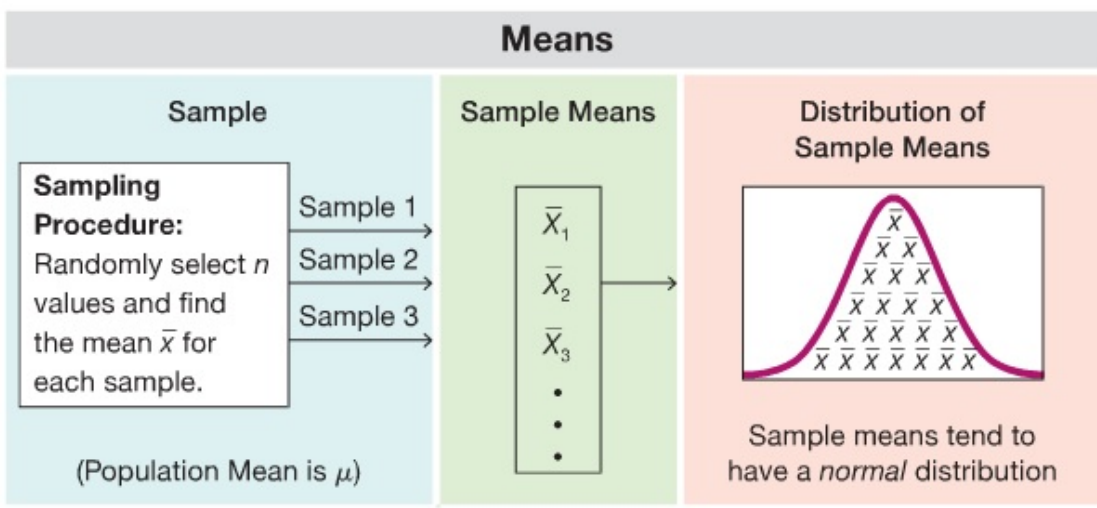 Means
Sample
Sampling
Procedure:
Randomly select n
values and find
the mean x̄ for
each sample.
Sample 1
Sample 2
Sample 3
(Population Mean is μ)
Sample Means
X̄₁
X̄₂
X̄₃
•
•
•
Distribution of
Sample Means
x̄
x̄ x̄
x̄ x̄ x̄
x̄ x̄ x̄ x̄
x̄ x̄ x̄ x̄ x̄ x̄
x̄ x̄ x̄ x̄ x̄ x̄ x̄
Sample means tend to
have a normal distribution